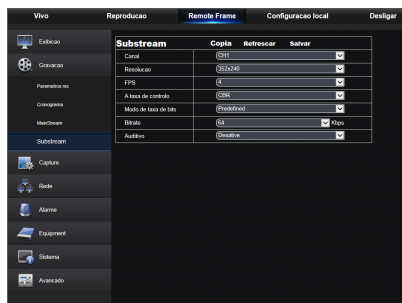 Vivo Reproducao Remote Frame Configuracao local Desligar
Exibicao
Gravacao
Parametros rec
Cronograma
MainStream
Substream
Capture
Rede
Alarme
Equipment
Sistema
Avancado
Substream Copia Refrescar Salvar
Canal CH1
Resolucao 352x240
FPS 4
A taxa de controlo CBR
Modo de taxa de bits Predefined
Bitrate 64 Kbps
Auditivo Desative